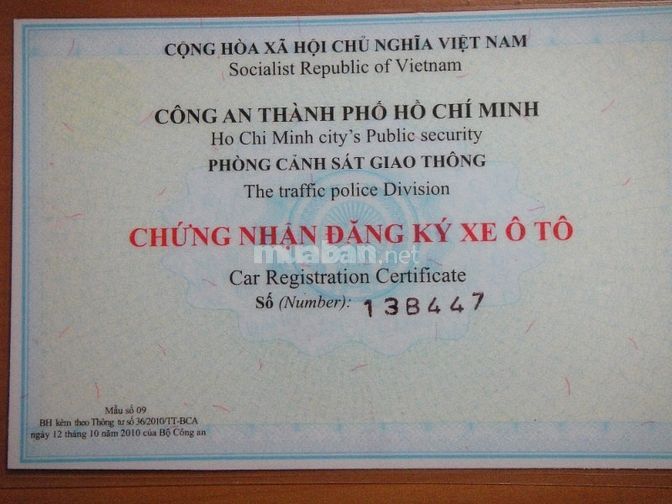 CỘNG HÒA XÃ HỘI CHỦ NGHĨA VIỆT NAM
Socialist Republic of Vietnam
CÔNG AN THÀNH PHỐ HỒ CHÍ MINH
Ho Chi Minh city's Public security
PHÒNG CẢNH SÁT GIAO THÔNG
The traffic police Division
CHỨNG NHẬN ĐĂNG KÝ XE Ô TÔ
muaban.net
Car Registration Certificate
Số (Number): 138447
Mẫu số 09
BH kèm theo Thông tư số 36/2010/TT-BCA
ngày 12 tháng 10 năm 2010 của Bộ Công an